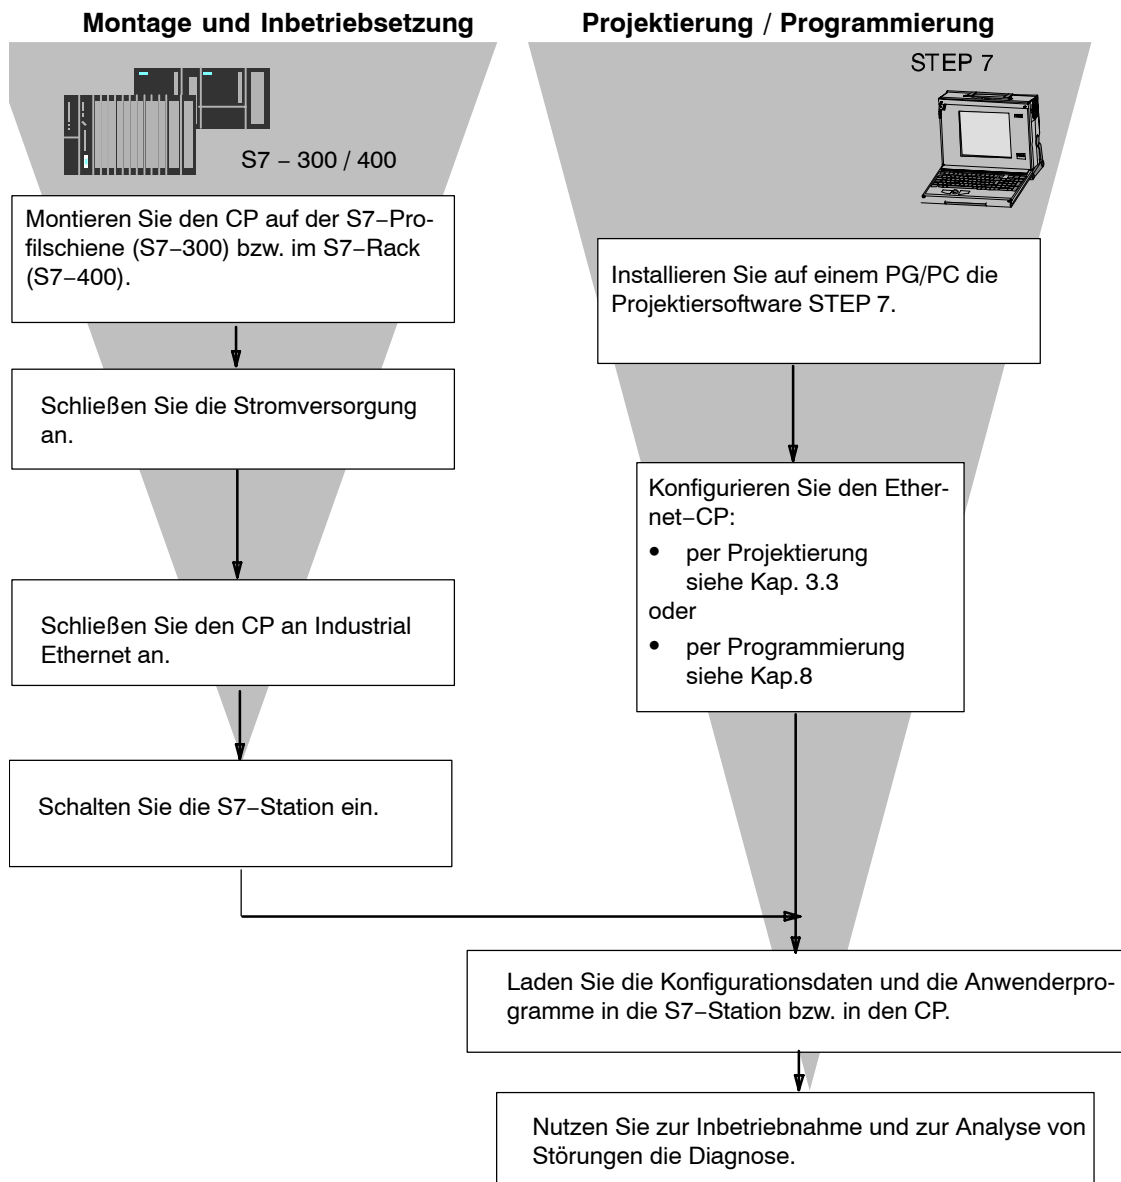 Montage und Inbetriebsetzung
S7 – 300 / 400
Montieren Sie den CP auf der S7–Pro-
filschiene (S7–300) bzw. im S7–Rack
(S7–400).
Schließen Sie die Stromversorgung
an.
Schließen Sie den CP an Industrial
Ethernet an.
Schalten Sie die S7–Station ein.
Projektierung / Programmierung
STEP 7
Installieren Sie auf einem PG/PC die
Projektiersoftware STEP 7.
Konfigurieren Sie den Ether-
net–CP:
• per Projektierung
siehe Kap. 3.3
oder
• per Programmierung
siehe Kap.8
Laden Sie die Konfigurationsdaten und die Anwenderpro-
gramme in die S7–Station bzw. in den CP.
Nutzen Sie zur Inbetriebnahme und zur Analyse von
Störungen die Diagnose.